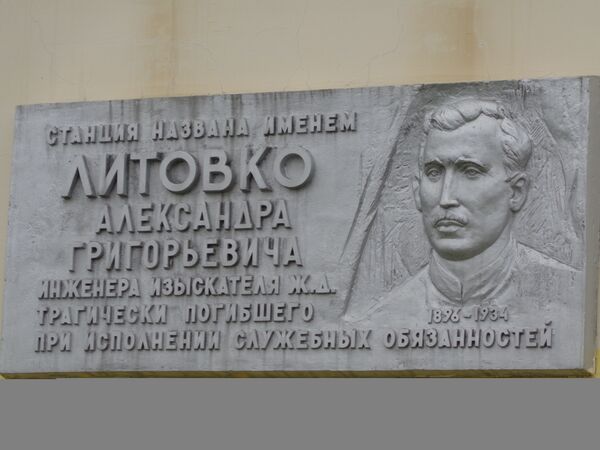 СТАНЦИЯ НАЗВАНА ИМЕНЕМ
ЛИТОВКО
АЛЕКСАНДРА
ГРИГОРЬЕВИЧА
ИНЖЕНЕРА ИЗЫСКАТЕЛЯ Ж.Д.
ТРАГИЧЕСКИ ПОГИБШЕГО
ПРИ ИСПОЛНЕНИИ СЛУЖЕБНЫХ ОБЯЗАННОСТЕЙ
1896-1934